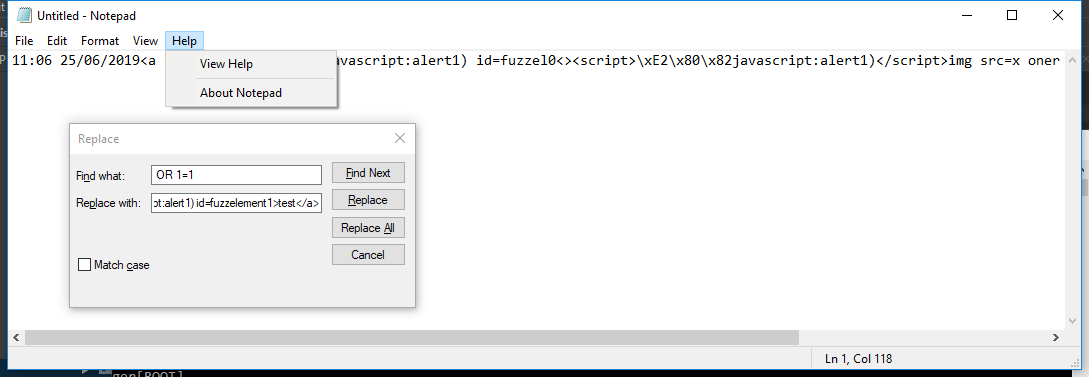 Untitled - Notepad
File Edit Format View Help
11:06 25/06/2019<a avascript:alert1) id=fuzzel0<><script>\xE2\x80\x82javascript:alert1)</script>img src=x oner
View Help
About Notepad
Replace
Find what: OR 1=1 Find Next
Replace with: pt:alert1) id=fuzzelement1>test</a> Replace
Replace All
Cancel
Match case
Ln 1, Col 118
gen[ROOT]